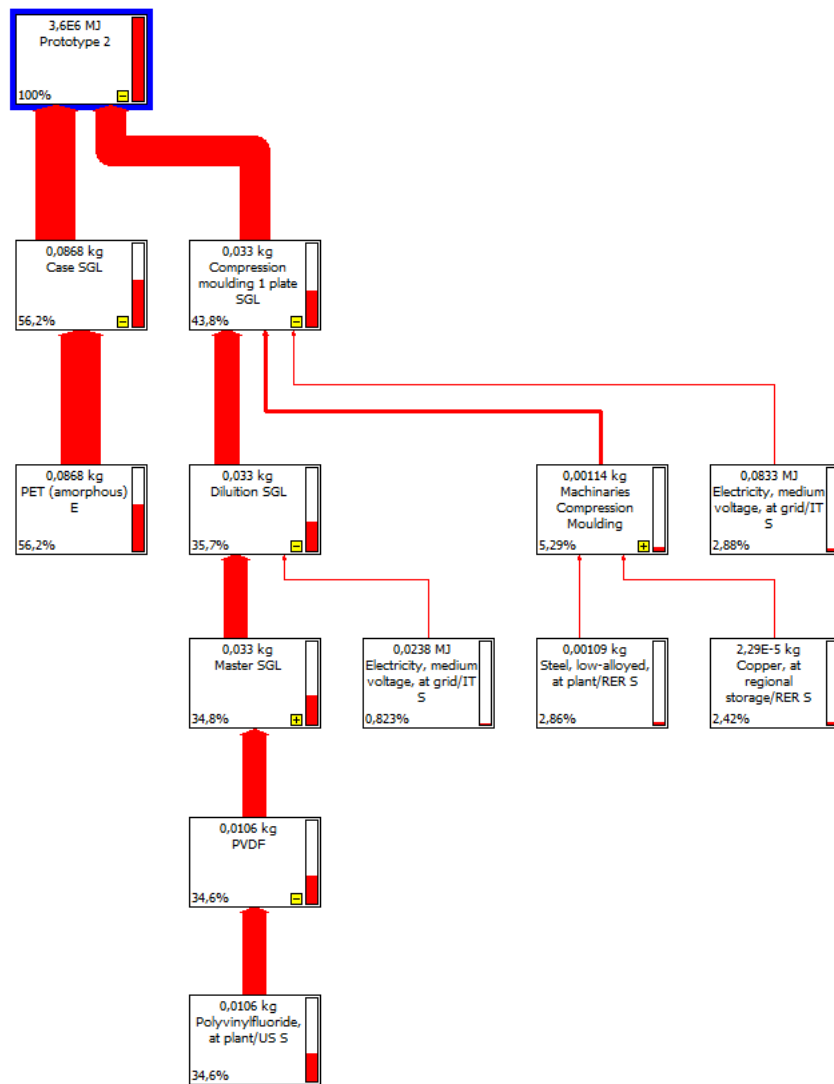 3,6E6 MJ
Prototype 2
100%
0,0868 kg
Case SGL
56,2%
0,033 kg
Compression
moulding 1 plate
SGL
43,8%
0,0868 kg
PET (amorphous)
E
56,2%
0,033 kg
Diluition SGL
35,7%
0,00114 kg
Machinaries
Compression
Moulding
5,29%
0,0833 MJ
Electricity, medium
voltage, at grid/IT
S
2,88%
0,033 kg
Master SGL
34,8%
0,0238 MJ
Electricity, medium
voltage, at grid/IT
S
0,823%
0,00109 kg
Steel, low-alloyed,
at plant/RER S
2,86%
2,29E-5 kg
Copper, at
regional
storage/RER S
2,42%
0,0106 kg
PVDF
34,6%
0,0106 kg
Polyvinylfluoride,
at plant/US S
34,6%